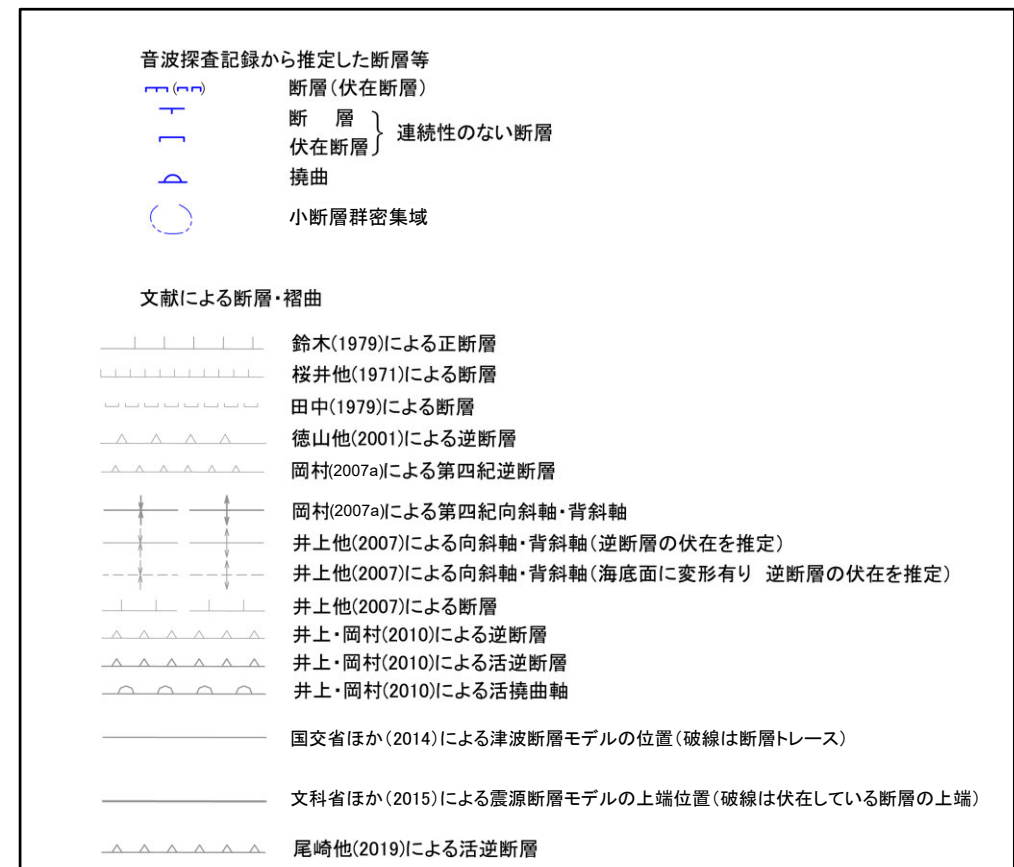 音波探査記録から推定した断層等
断層(伏在断層)
断　層
伏在断層
連続性のない断層
撓曲
小断層群密集域
文献による断層・褶曲
鈴木(1979)による正断層
桜井他(1971)による断層
田中(1979)による断層
徳山他(2001)による逆断層
岡村(2007a)による第四紀逆断層
岡村(2007a)による第四紀向斜軸・背斜軸
井上他(2007)による向斜軸・背斜軸(逆断層の伏在を推定)
井上他(2007)による向斜軸・背斜軸(海底面に変形有り　逆断層の伏在を推定)
井上他(2007)による断層
井上・岡村(2010)による逆断層
井上・岡村(2010)による活逆断層
井上・岡村(2010)による活撓曲軸
国交省ほか(2014)による津波断層モデルの位置(破線は断層トレース)
文科省ほか(2015)による震源断層モデルの上端位置(破線は伏在している断層の上端)
尾崎他(2019)による活逆断層